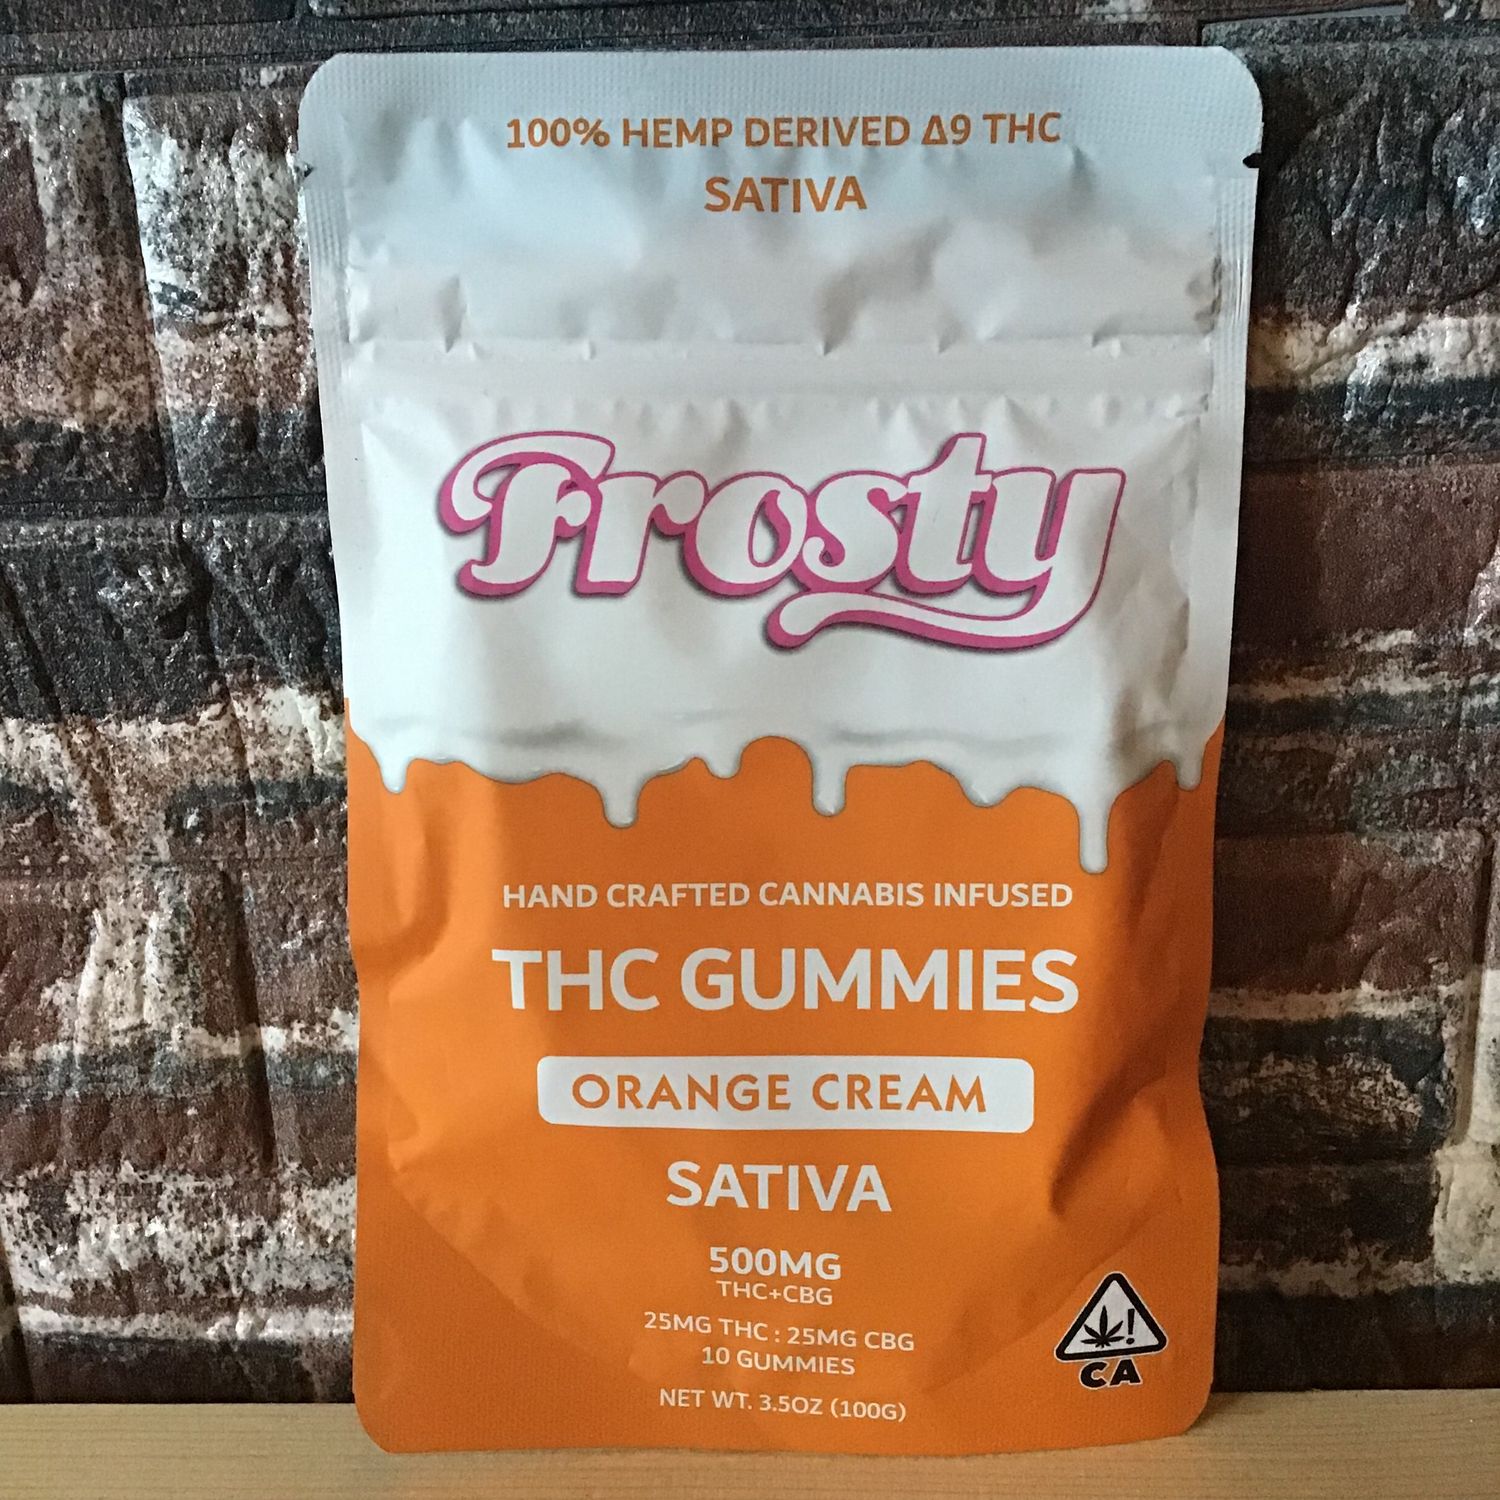 100% HEMP DERIVED Δ9 THC
SATIVA
Frosty
HAND CRAFTED CANNABIS INFUSED
THC GUMMIES
ORANGE CREAM
SATIVA
500MG
THC+CBG
25MG THC : 25MG CBG
10 GUMMIES
NET WT. 3.5OZ (100G)
!
CA